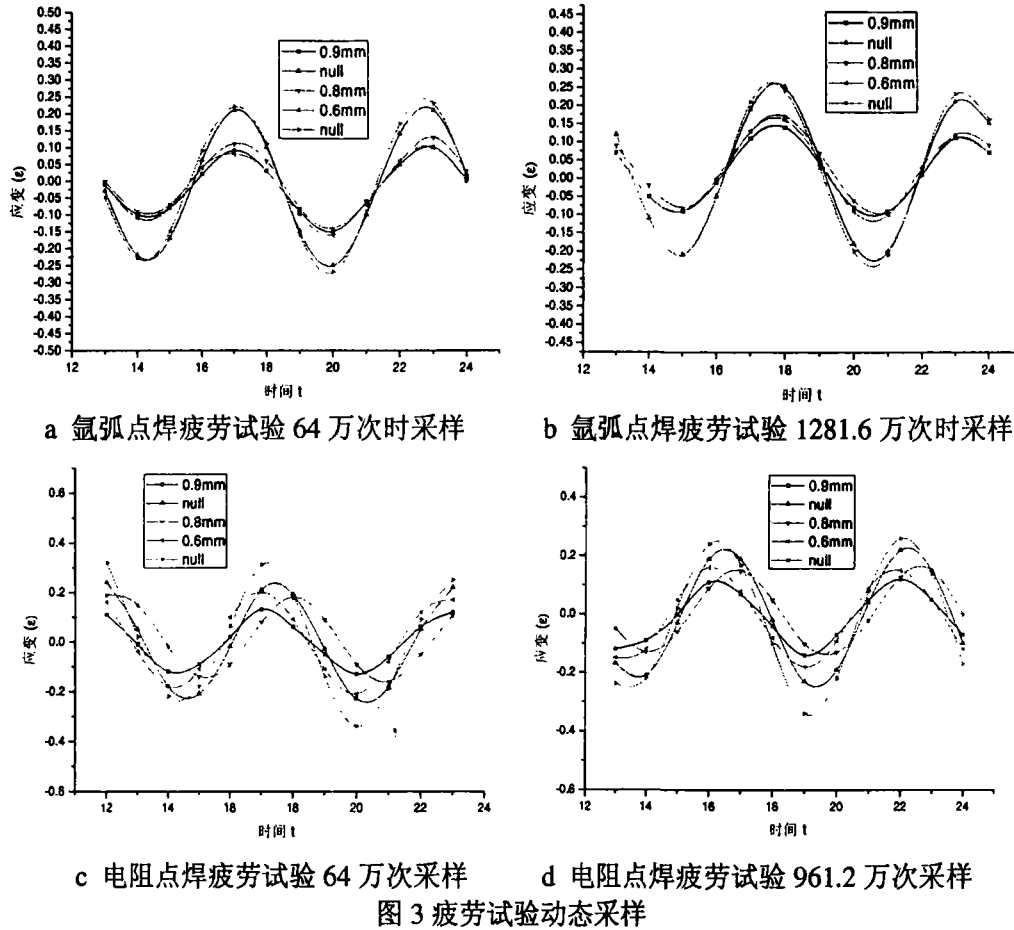 0.50
0.45
0.40
0.35
0.30
0.25
0.20
0.15
0.10
0.05
0.00
-0.05
-0.10
-0.15
-0.20
-0.25
-0.30
-0.35
-0.40
-0.45
-0.50
应变 (ε)
0.9mm
null
0.8mm
0.6mm
null
12 14 16 18 20 22 24
时间 t
a 氩弧点焊疲劳试验 64 万次时采样
0.45
0.40
0.35
0.30
0.25
0.20
0.15
0.10
0.05
0.00
0.05
0.10
0.15
0.20
0.25
0.30
0.35
0.40
0.45
应变 (ε)
0.9mm
null
0.8mm
0.6mm
null
12 14 16 18 20 22 24
时间 t
b 氩弧点焊疲劳试验 1281.6 万次时采样
0.6
0.4
0.2
0.0
-0.2
-0.4
-0.6
应变 (ε)
0.9mm
null
0.8mm
0.6mm
null
12 14 16 18 20 22 24
时间 t
c 电阻点焊疲劳试验 64 万次采样
0.4
0.2
0.0
-0.2
-0.4
-0.6
应变 (ε)
0.9mm
null
0.8mm
0.6mm
null
12 14 16 18 20 22 24
时间 t
d 电阻点焊疲劳试验 961.2 万次采样
图 3 疲劳试验动态采样